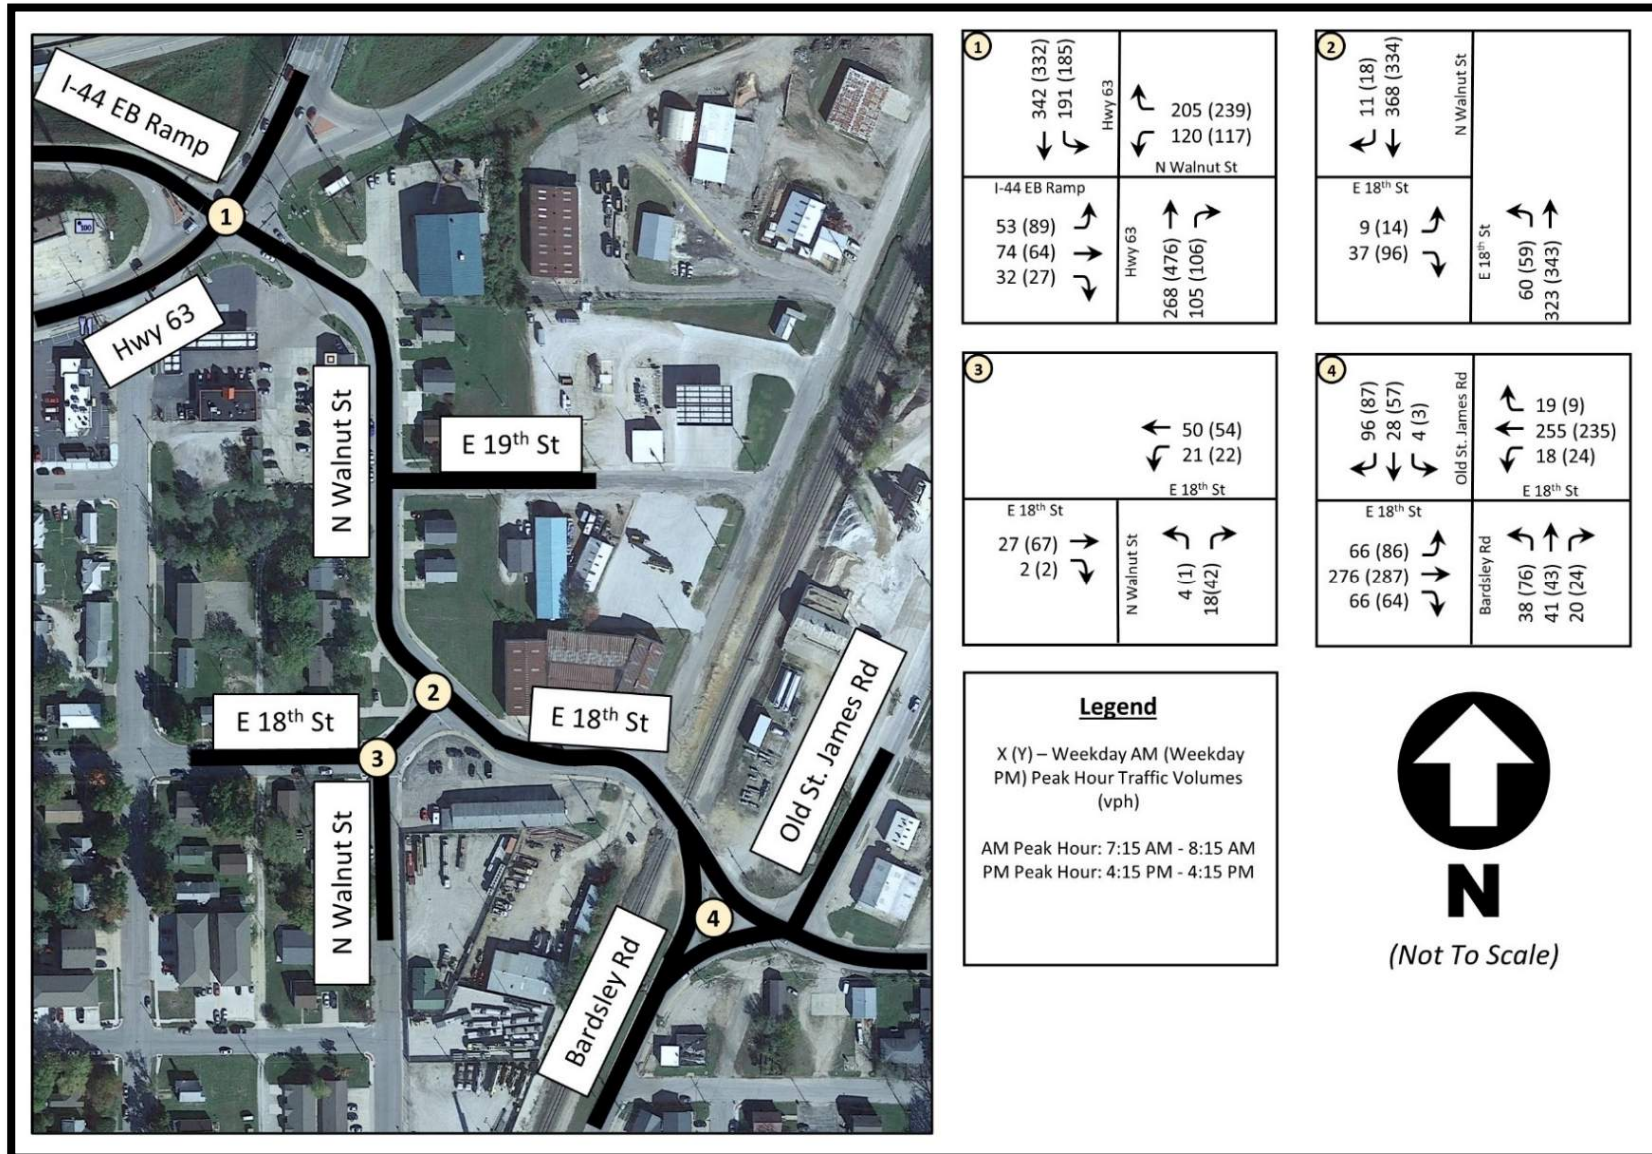 I-44 EB Ramp
1
Hwy 63
N Walnut St
E 19th St
2
E 18th St
E 18th St
3
N Walnut St
Old St. James Rd
4
Bardsley Rd
1
342 (332)
191 (185)
Hwy 63
205 (239)
120 (117)
N Walnut St
I-44 EB Ramp
53 (89)
74 (64)
32 (27)
Hwy 63
268 (476)
105 (106)
2
11 (18)
368 (334)
N Walnut St
E 18th St
9 (14)
37 (96)
E 18th St
60 (59)
323 (343)
3
50 (54)
21 (22)
E 18th St
E 18th St
27 (67)
2 (2)
N Walnut St
4 (1)
18(42)
4
96 (87)
28 (57)
4 (3)
Old St. James Rd
19 (9)
255 (235)
18 (24)
E 18th St
E 18th St
66 (86)
276 (287)
66 (64)
Bardsley Rd
38 (76)
41 (43)
20 (24)
Legend
X (Y) – Weekday AM (Weekday
PM) Peak Hour Traffic Volumes
(vph)
AM Peak Hour: 7:15 AM - 8:15 AM
PM Peak Hour: 4:15 PM - 4:15 PM
N
(Not To Scale)